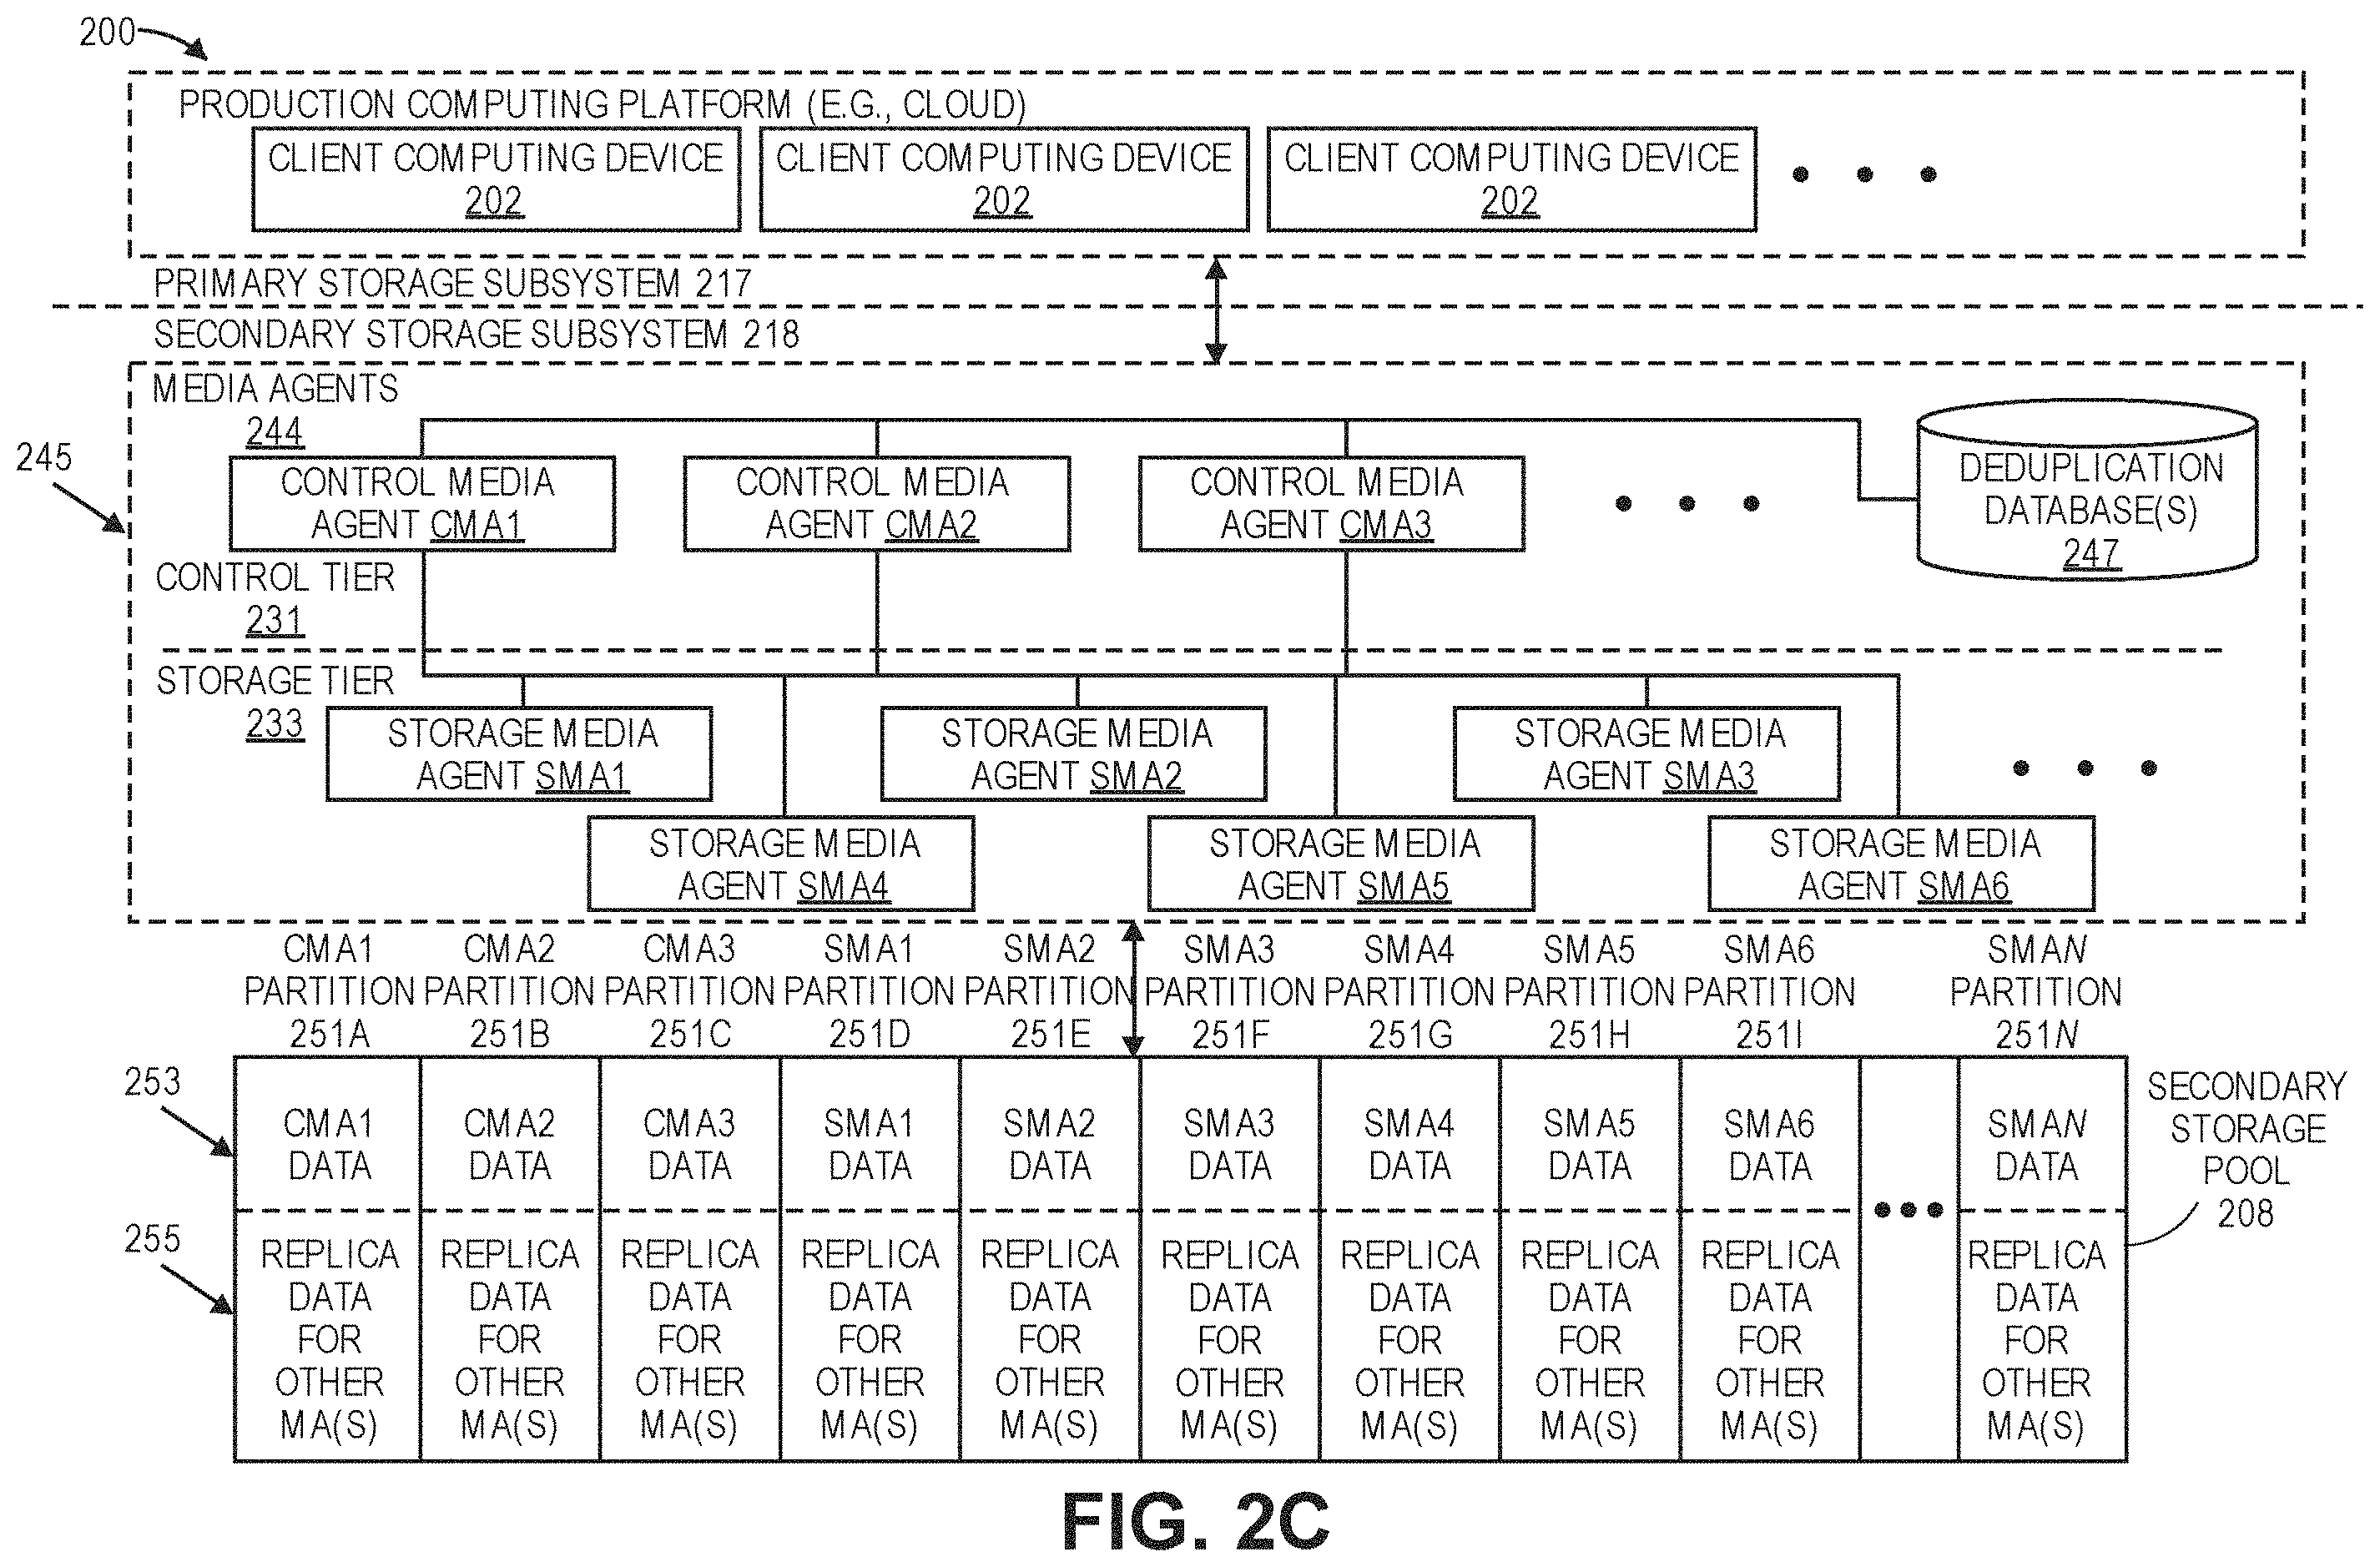 200
PRODUCTION COMPUTING PLATFORM (E.G., CLOUD)
CLIENT COMPUTING DEVICE
202
CLIENT COMPUTING DEVICE
202
CLIENT COMPUTING DEVICE
202
PRIMARY STORAGE SUBSYSTEM 217
SECONDARY STORAGE SUBSYSTEM 218
245
MEDIA AGENTS
244
CONTROL MEDIA
AGENT CMA1
CONTROL MEDIA
AGENT CMA2
CONTROL MEDIA
AGENT CMA3
DEDUPLICATION
DATABASE(S)
247
CONTROL TIER
231
STORAGE TIER
233
STORAGE MEDIA
AGENT SMA1
STORAGE MEDIA
AGENT SMA2
STORAGE MEDIA
AGENT SMA3
STORAGE MEDIA
AGENT SMA4
STORAGE MEDIA
AGENT SMA5
STORAGE MEDIA
AGENT SMA6
CMA1
PARTITION
251A
CMA2
PARTITION
251B
CMA3
PARTITION
251C
SMA1
PARTITION
251D
SMA2
PARTITION
251E
SMA3
PARTITION
251F
SMA4
PARTITION
251G
SMA5
PARTITION
251H
SMA6
PARTITION
251I
SMAN
PARTITION
251N
253
CMA1
DATA
CMA2
DATA
CMA3
DATA
SMA1
DATA
SMA2
DATA
SMA3
DATA
SMA4
DATA
SMA5
DATA
SMA6
DATA
SMAN
DATA
SECONDARY
STORAGE
POOL
208
255
REPLICA
DATA
FOR
OTHER
MA(S)
REPLICA
DATA
FOR
OTHER
MA(S)
REPLICA
DATA
FOR
OTHER
MA(S)
REPLICA
DATA
FOR
OTHER
MA(S)
REPLICA
DATA
FOR
OTHER
MA(S)
REPLICA
DATA
FOR
OTHER
MA(S)
REPLICA
DATA
FOR
OTHER
MA(S)
REPLICA
DATA
FOR
OTHER
MA(S)
REPLICA
DATA
FOR
OTHER
MA(S)
REPLICA
DATA
FOR
OTHER
MA(S)
FIG. 2C